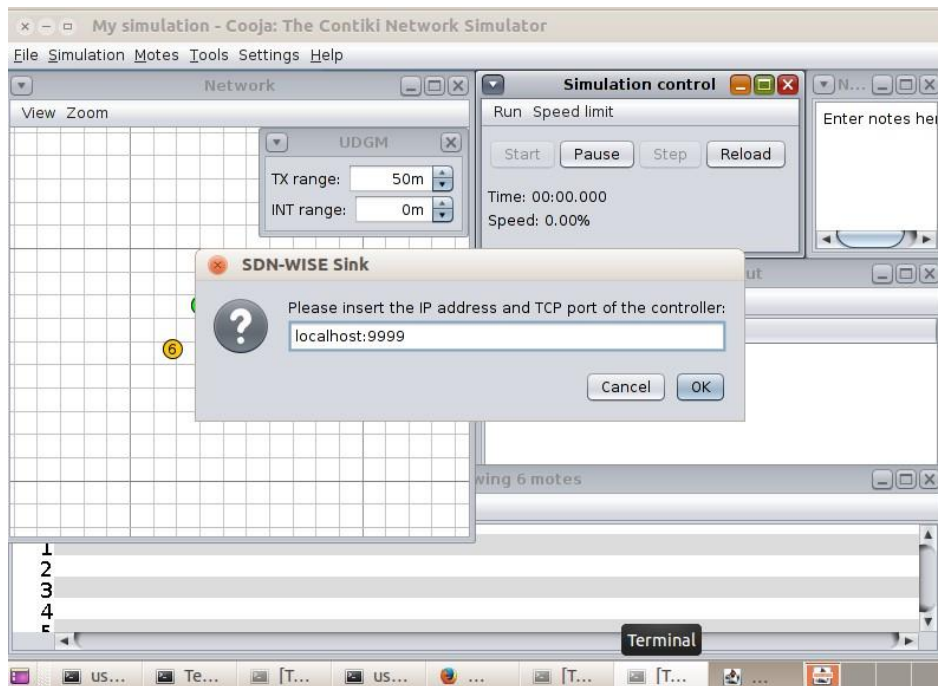 My simulation - Cooja: The Contiki Network Simulator
File Simulation Motes Tools Settings Help
Network
View Zoom
UDGM
TX range: 50m
INT range: 0m
Simulation control
Run Speed limit
Start Pause Step Reload
Time: 00:00.000
Speed: 0.00%
N...
Enter notes he
SDN-WISE Sink
Please insert the IP address and TCP port of the controller:
localhost:9999
Cancel OK
?
6
ut
wing 6 motes
1
2
3
4
5
Terminal
us... Te... [T... us... ... [T... [T... ...